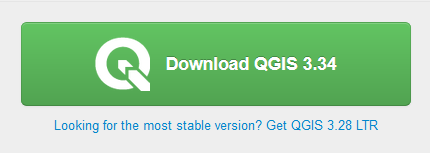 Download QGIS 3.34
Looking for the most stable version? Get QGIS 3.28 LTR